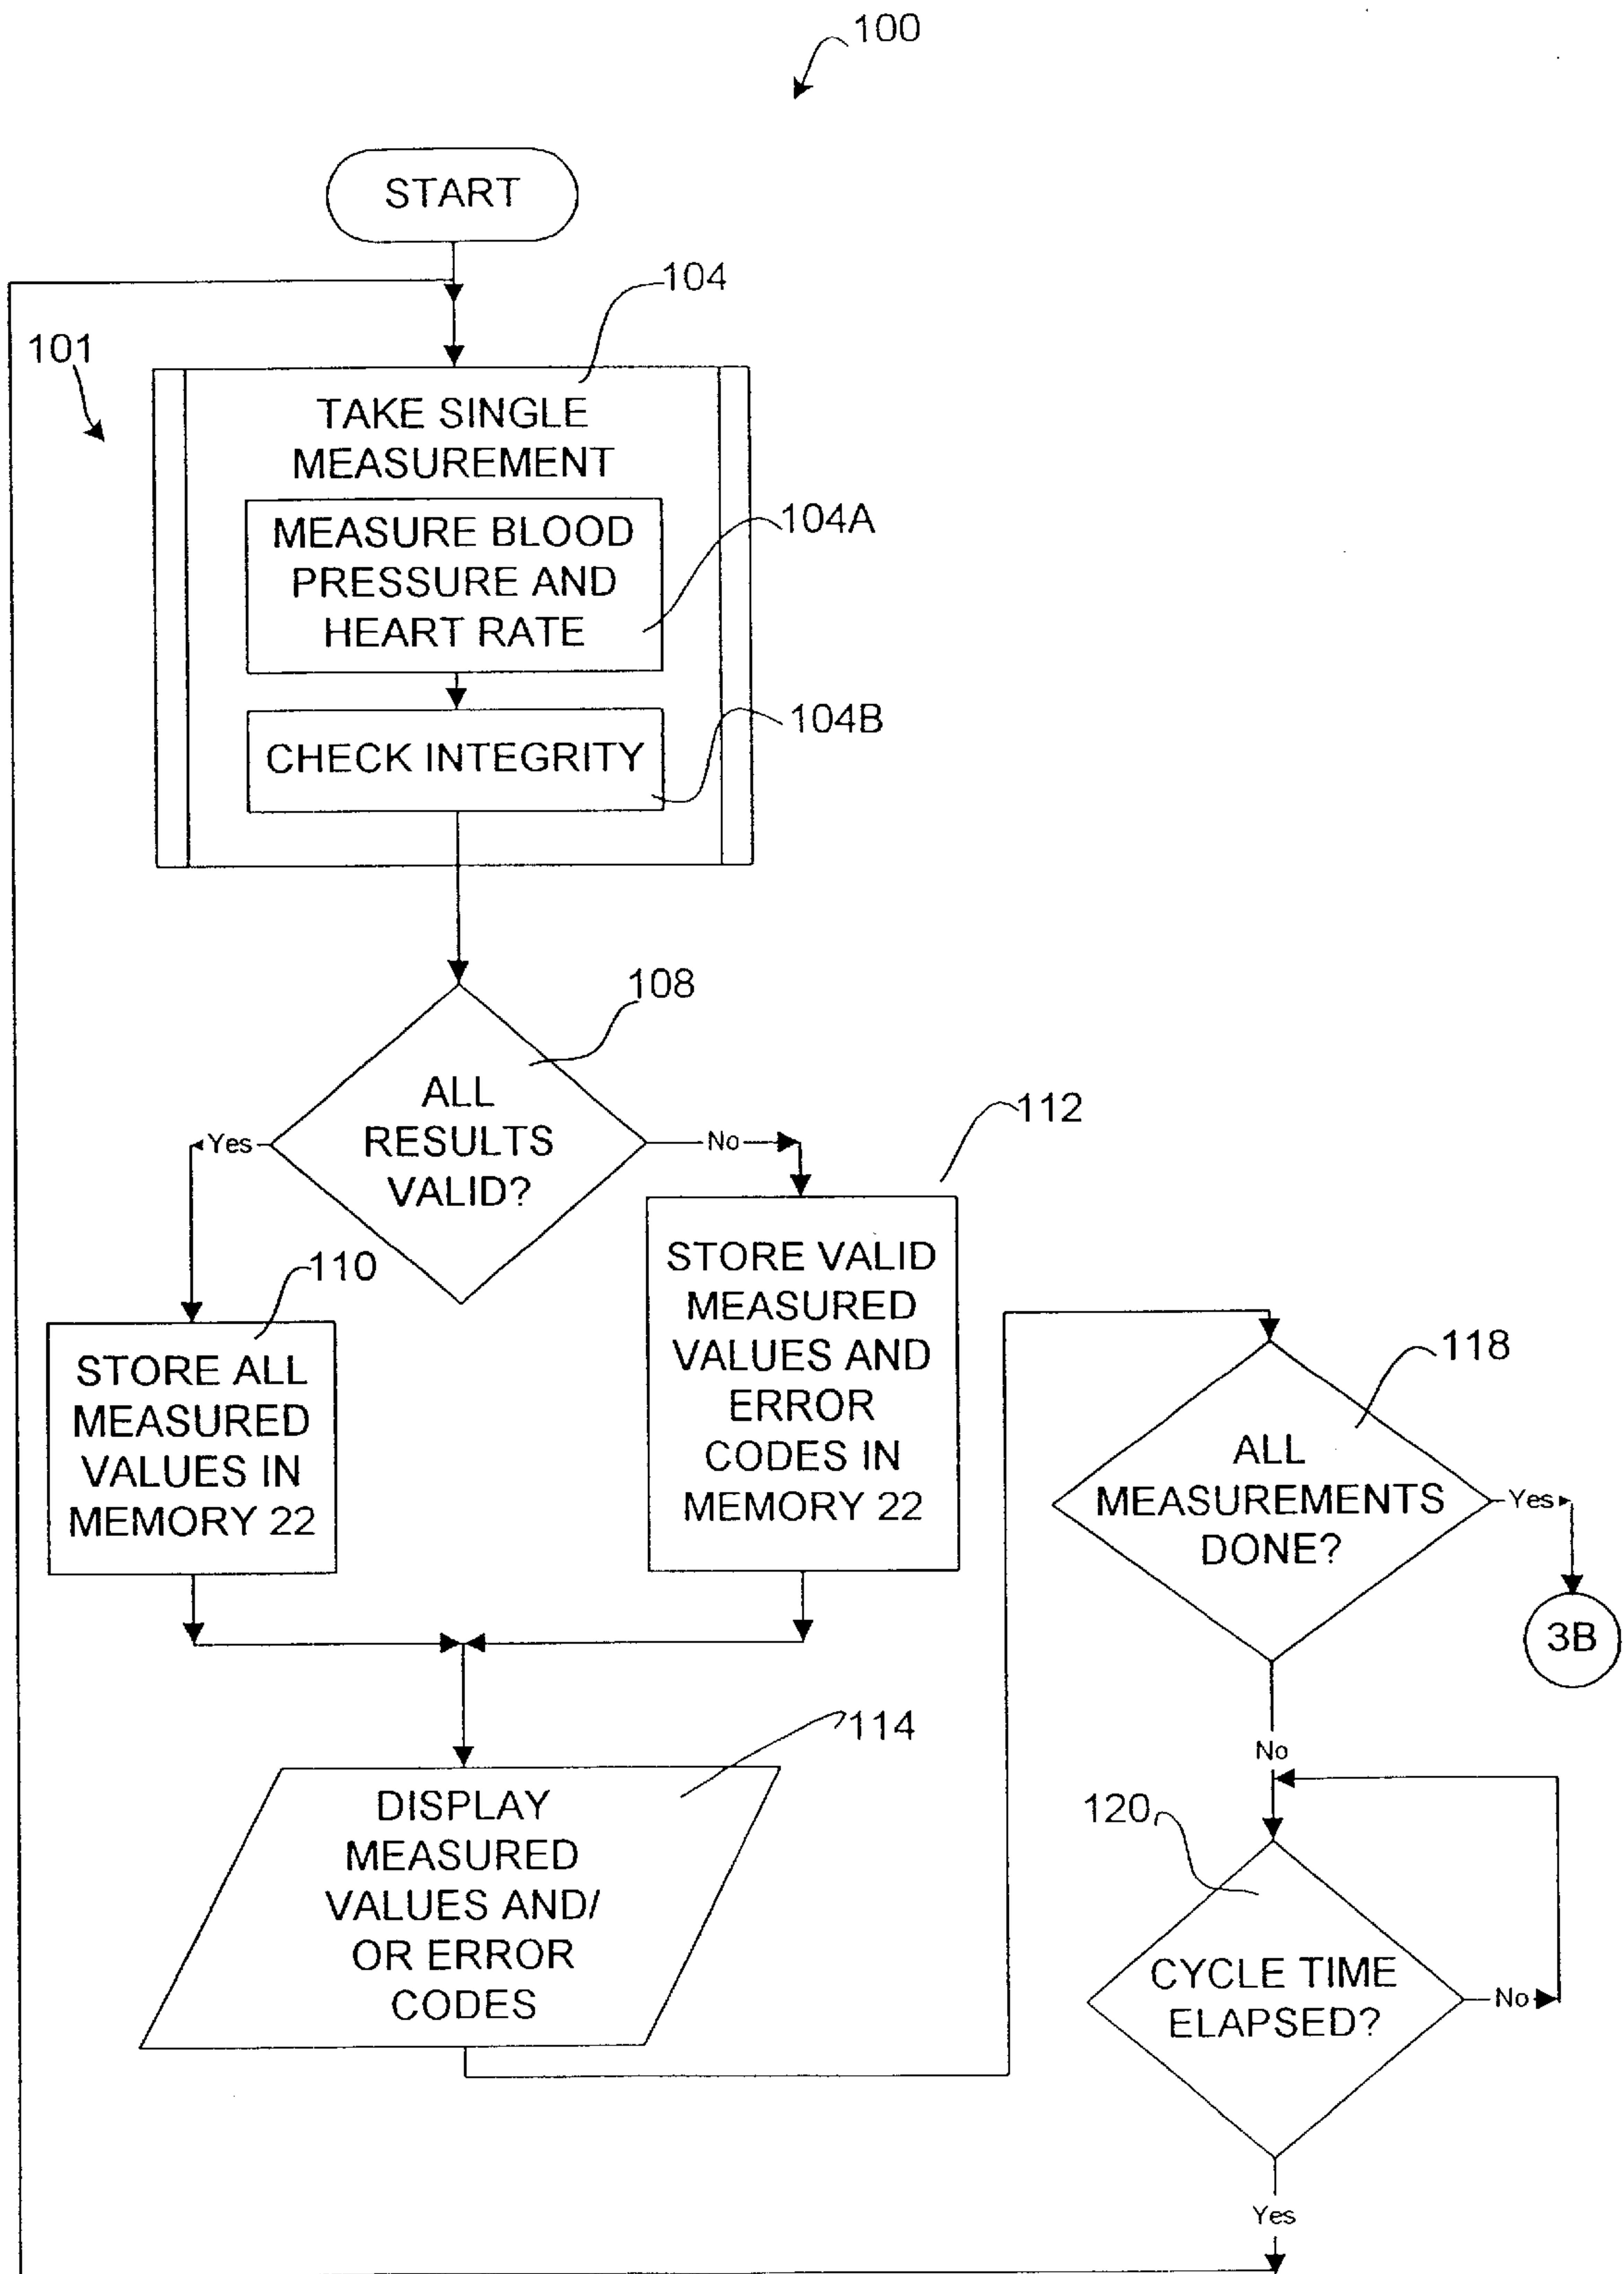 100
START
104
101
TAKE SINGLE
MEASUREMENT
MEASURE BLOOD
PRESSURE AND
HEART RATE
104A
104B
CHECK INTEGRITY
108
ALL
RESULTS
VALID?
Yes
No
112
110
STORE ALL
MEASURED
VALUES IN
MEMORY 22
STORE VALID
MEASURED
VALUES AND
ERROR
CODES IN
MEMORY 22
118
ALL
MEASUREMENTS
DONE?
Yes
3B
No
114
DISPLAY
MEASURED
VALUES AND/
OR ERROR
CODES
120
CYCLE TIME
ELAPSED?
No
Yes